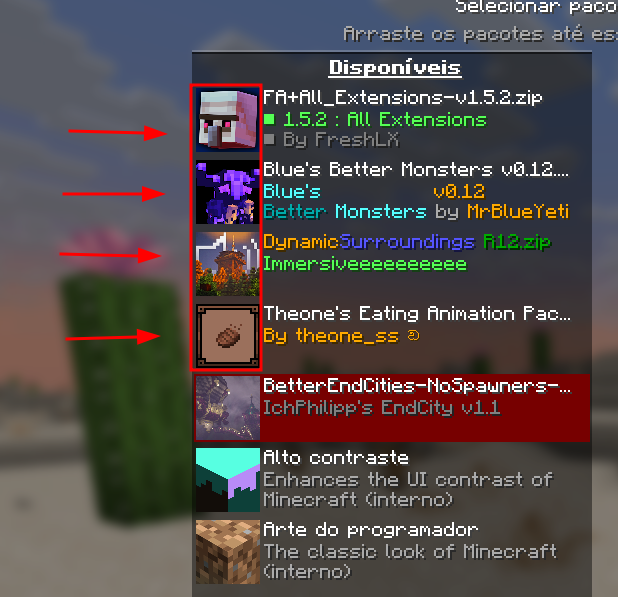 Selecionar paco
Arraste os pacotes até es
Disponíveis
FA+All_Extensions-v1.5.2.zip
1.5.2 : All Extensions
By FreshLX
Blue's Better Monsters v0.12....
Blue's v0.12
Better Monsters by MrBlueYeti
DynamicSurroundings R12.zip
Immersiveeeeeeeeeee
Theone's Eating Animation Pac...
By theone_ss
BetterEndCities-NoSpawners-...
IchPhilipp's EndCity v1.1
Alto contraste
Enhances the UI contrast of
Minecraft (interno)
Arte do programador
The classic look of Minecraft
(interno)